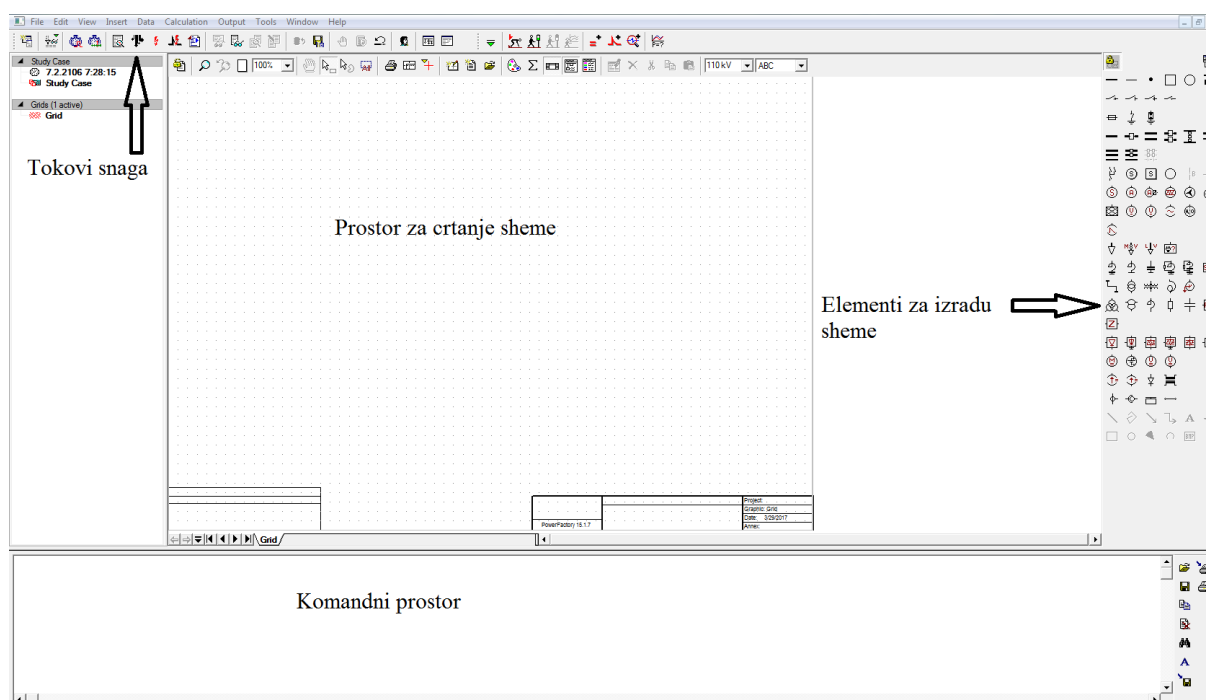 File Edit View Insert Data Calculation Output Tools Window Help
Study Case
7.2.2106 7:28:15
Study Case
Grids (1 active)
Grid
100%
110 kV
ABC
Tokovi snaga
Prostor za crtanje sheme
Elementi za izradu
sheme
PowerFactory 15.1.7
Project:
Graphic: Grid
Date: 3/29/2017
Annex:
Grid
Komandni prostor